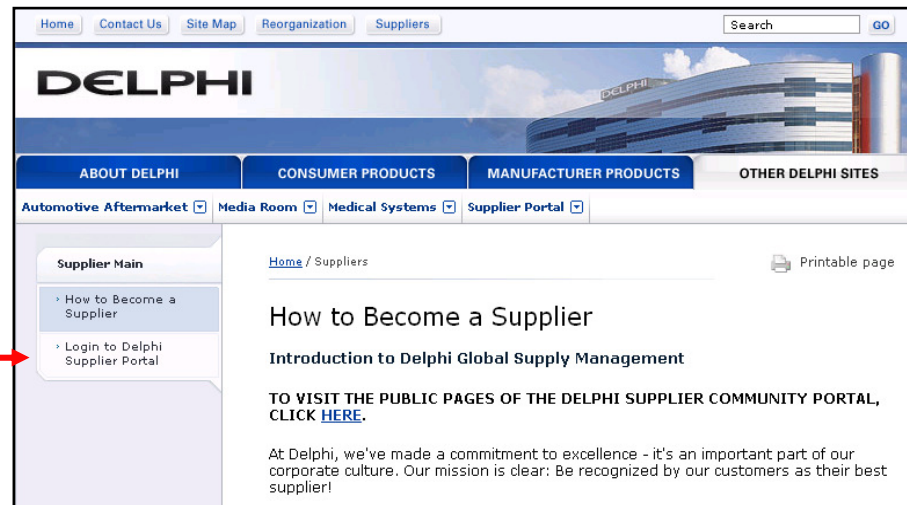 Home Contact Us Site Map Reorganization Suppliers Search GO
DELPHI
DELPHI
ABOUT DELPHI CONSUMER PRODUCTS MANUFACTURER PRODUCTS OTHER DELPHI SITES
Automotive Aftermarket Media Room Medical Systems Supplier Portal
Supplier Main
How to Become a
Supplier
Login to Delphi
Supplier Portal
Home / Suppliers
Printable page
How to Become a Supplier
Introduction to Delphi Global Supply Management
TO VISIT THE PUBLIC PAGES OF THE DELPHI SUPPLIER COMMUNITY PORTAL,
CLICK HERE.
At Delphi, we've made a commitment to excellence - it's an important part of our
corporate culture. Our mission is clear: Be recognized by our customers as their best
supplier!